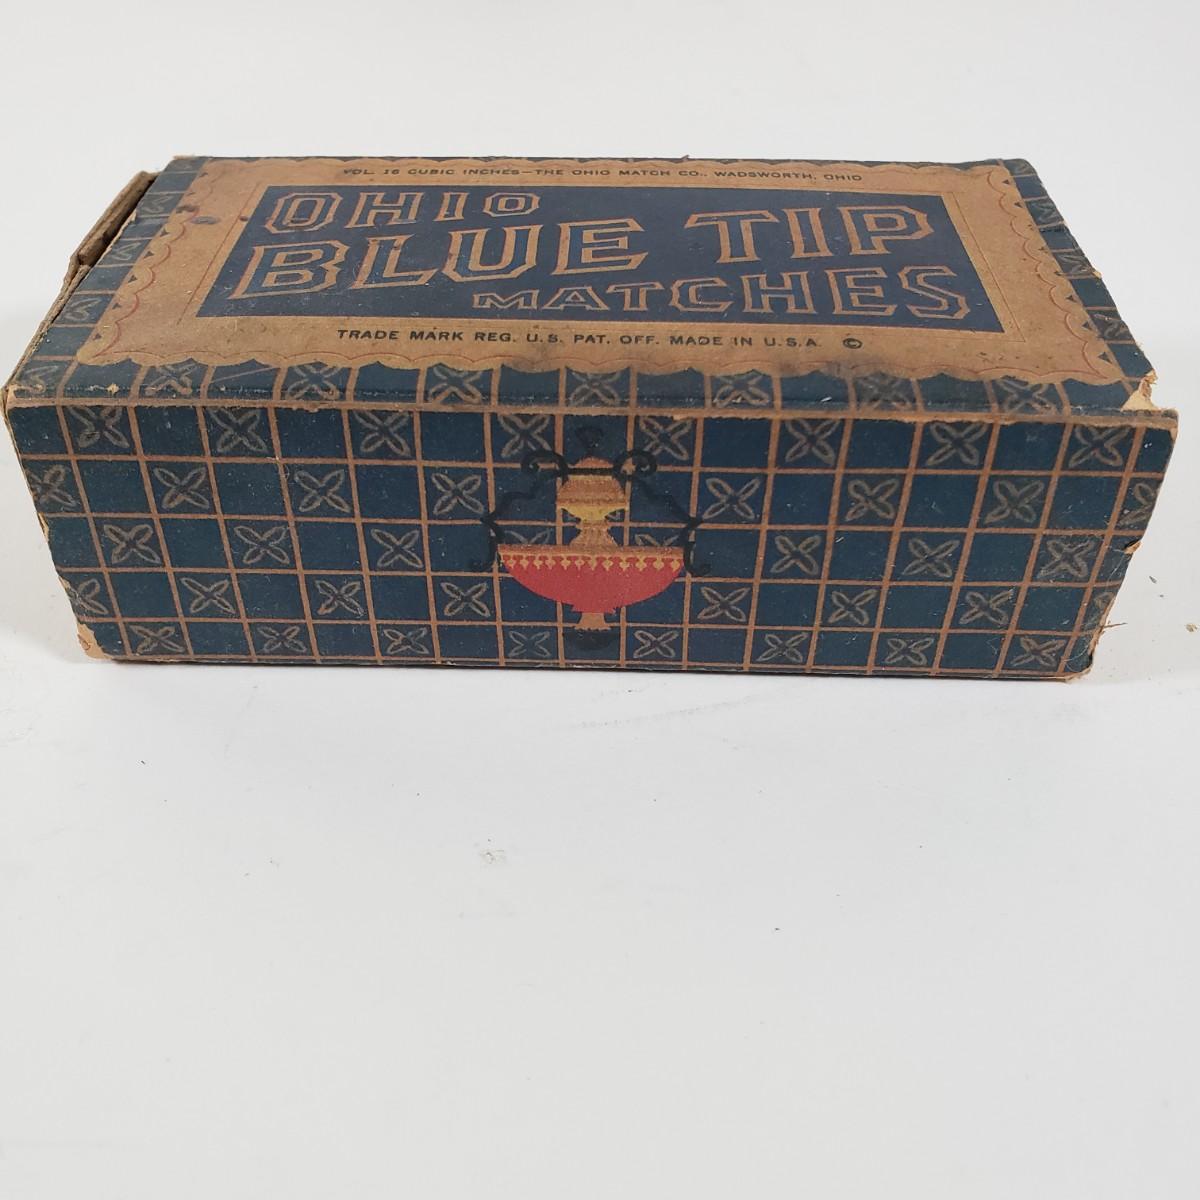 VOL. 16 CUBIC INCHES—THE OHIO MATCH CO., WADSWORTH, OHIO
OHIO
BLUE TIP
MATCHES
TRADE MARK REG. U.S. PAT. OFF. MADE IN U.S.A. ©